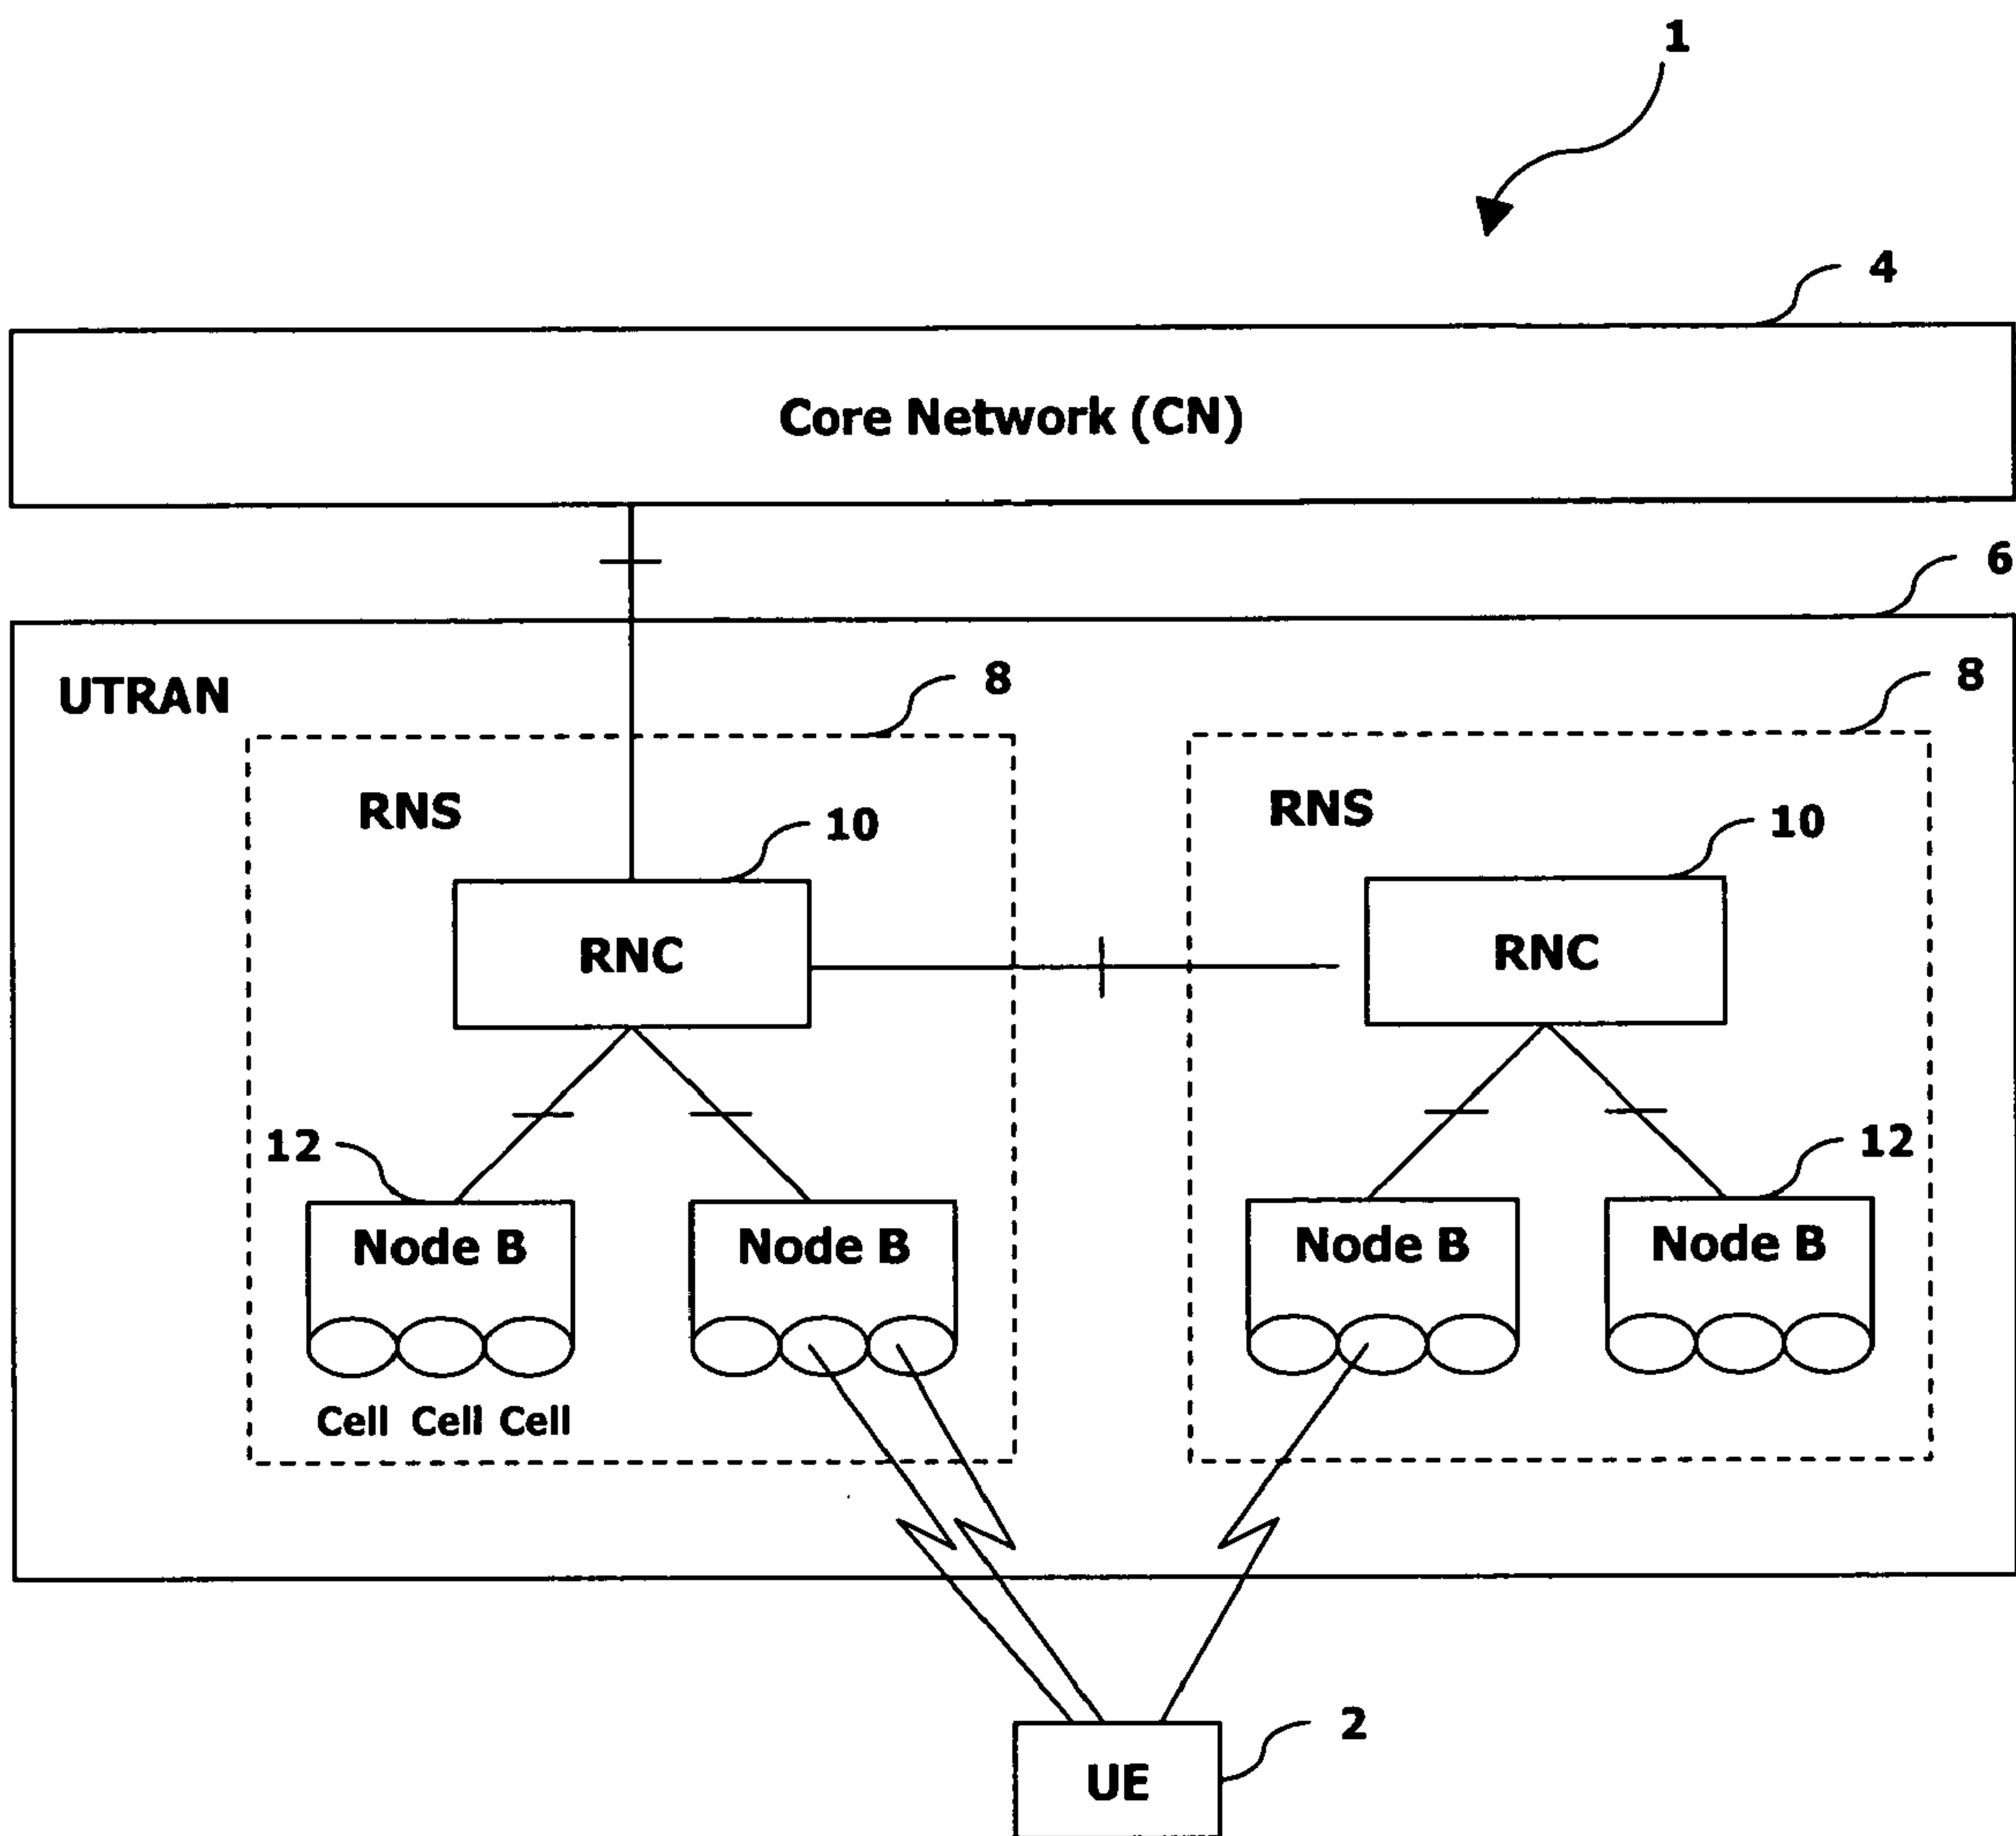 1
4
Core Network (CN)
6
UTRAN
8
8
RNS
RNS
10
10
RNC
RNC
12
12
Node B
Node B
Node B
Node B
Cell Cell Cell
2
UE